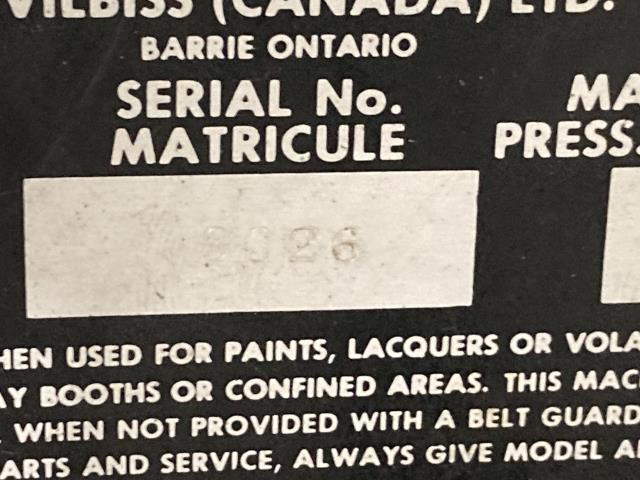 VILBISS (CANADA) LTD.
BARRIE ONTARIO
SERIAL No.
MATRICULE
MA
PRESS.
HEN USED FOR PAINTS, LACQUERS OR VOLA
AY BOOTHS OR CONFINED AREAS. THIS MAC
WHEN NOT PROVIDED WITH A BELT GUARD
ARTS AND SERVICE, ALWAYS GIVE MODEL A